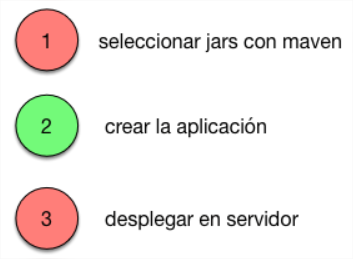 1 seleccionar jars con maven
2 crear la aplicación
3 desplegar en servidor